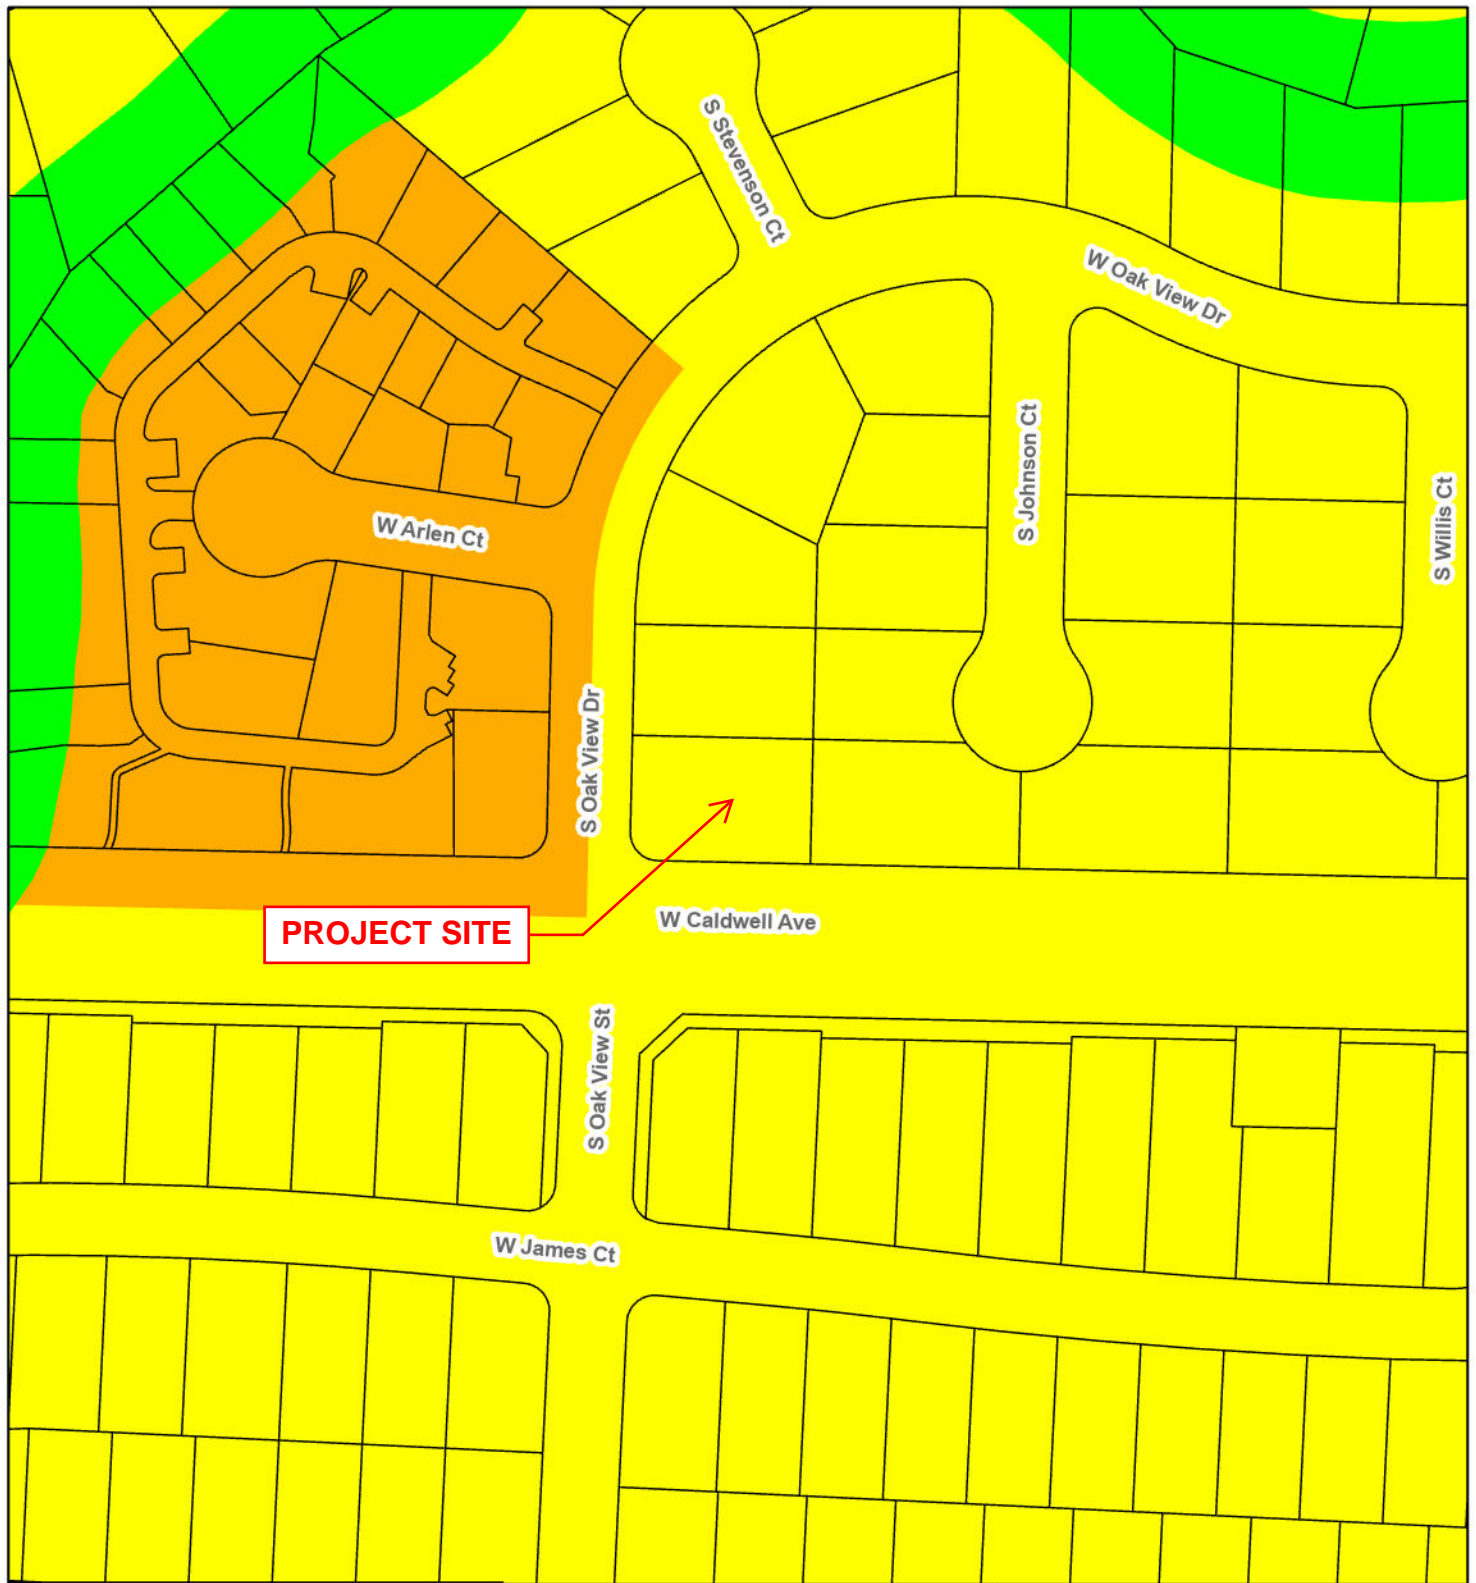 S Stevenson Ct
W Oak View Dr
S Johnson Ct
S Willis Ct
W Arlen Ct
S Oak View Dr
PROJECT SITE
W Caldwell Ave
S Oak View St
W James Ct